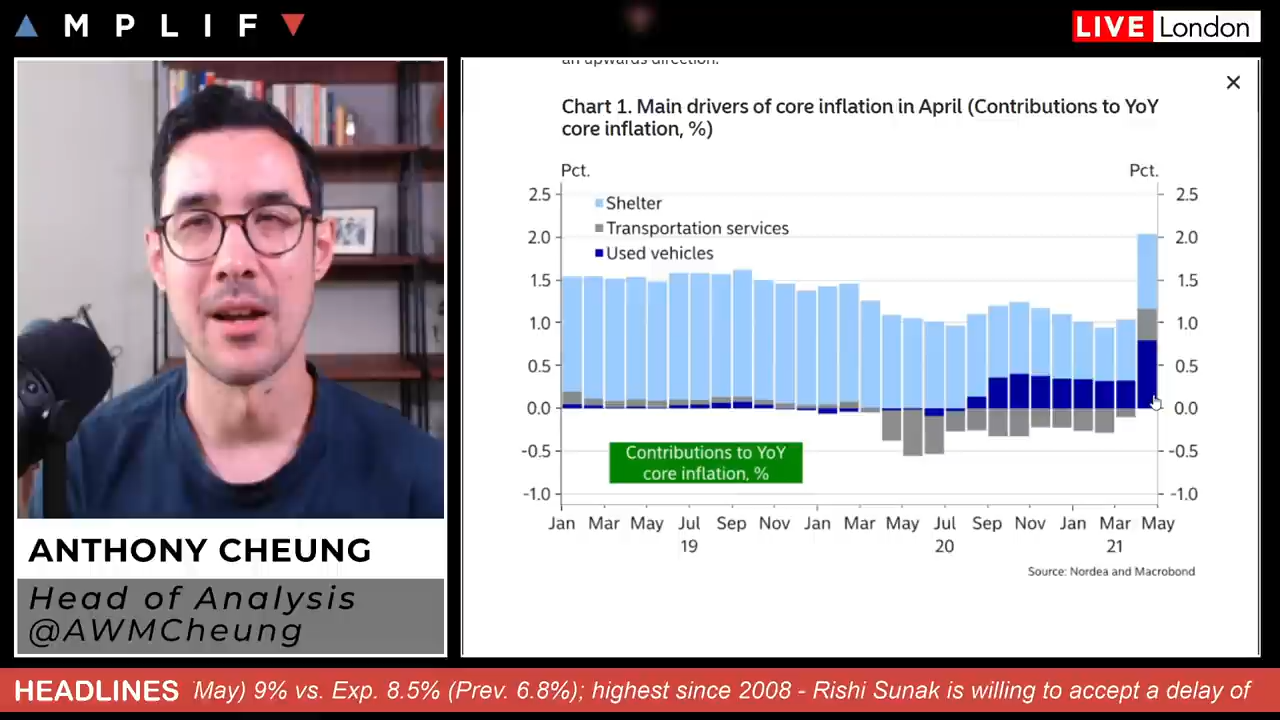 AMPLIFY
LIVE London
an upwards direction.
Chart 1. Main drivers of core inflation in April (Contributions to YoY
core inflation, %)
Pct. Pct.
Shelter
Transportation services
Used vehicles
2.5 2.5
2.0 2.0
1.5 1.5
1.0 1.0
0.5 0.5
0.0 0.0
-0.5 -0.5
-1.0 -1.0
Contributions to YoY
core inflation, %
Jan Mar May Jul Sep Nov Jan Mar May Jul Sep Nov Jan Mar May
19 20 21
Source: Nordea and Macrobond
ANTHONY CHEUNG
Head of Analysis
@AWMCheung
HEADLINES May) 9% vs. Exp. 8.5% (Prev. 6.8%); highest since 2008 - Rishi Sunak is willing to accept a delay of